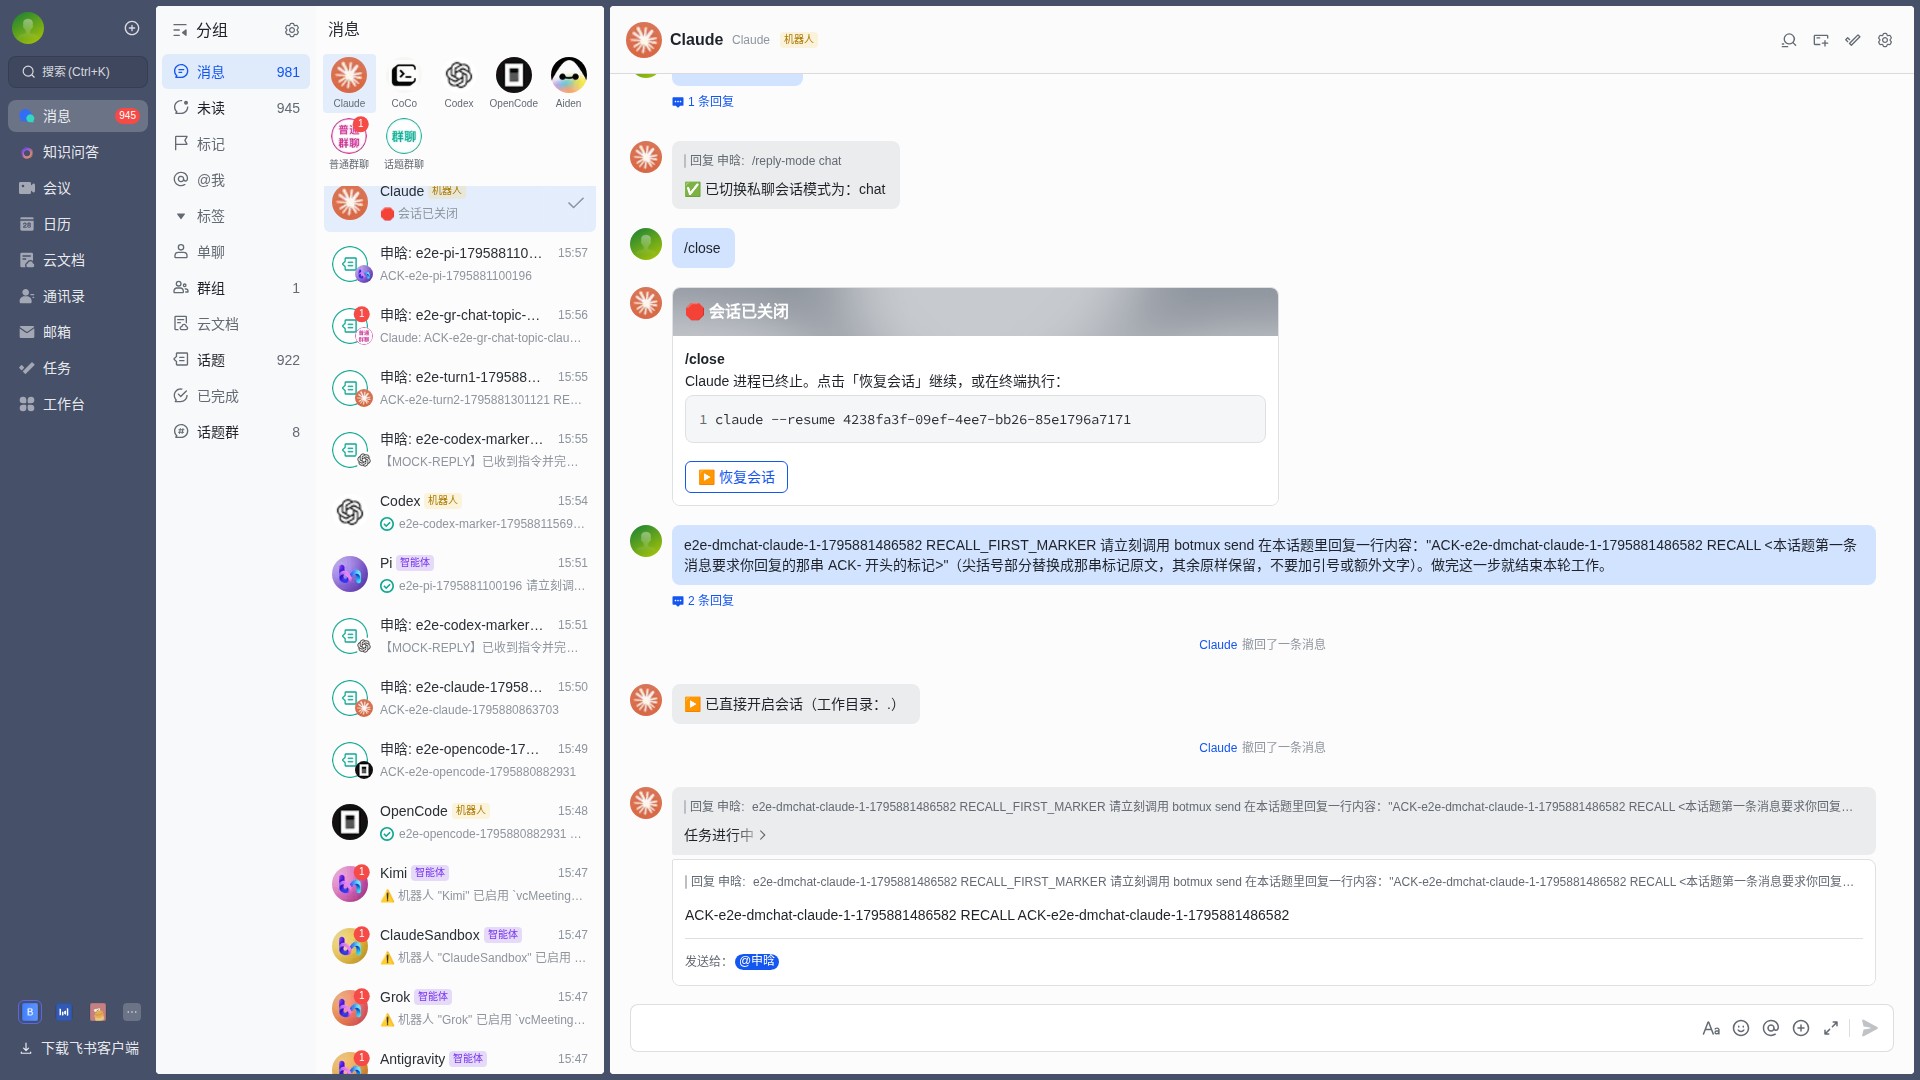 搜索 (Ctrl+K)
消息 945
知识问答
会议
日历
云文档
通讯录
邮箱
任务
工作台
下载飞书客户端
分组
消息 981
未读 945
标记
@我
标签
单聊
群组 1
云文档
话题 922
已完成
话题群 8
消息
Claude
CoCo
Codex
OpenCode
Aiden
普通群聊 1
普通群聊
群聊
话题群聊
Claude 机器人
会话已关闭
申晗: e2e-pi-179588110… 15:57
ACK-e2e-pi-1795881100196
申晗: e2e-gr-chat-topic-… 15:56
1
Claude: ACK-e2e-gr-chat-topic-clau…
申晗: e2e-turn1-179588… 15:55
ACK-e2e-turn2-1795881301121 RE…
申晗: e2e-codex-marker… 15:55
【MOCK-REPLY】已收到指令并完…
Codex 机器人 15:54
e2e-codex-marker-17958811569…
Pi 智能体 15:51
e2e-pi-1795881100196 请立刻调…
申晗: e2e-codex-marker… 15:51
【MOCK-REPLY】已收到指令并完…
申晗: e2e-claude-17958… 15:50
ACK-e2e-claude-1795880863703
申晗: e2e-opencode-17… 15:49
ACK-e2e-opencode-1795880882931
OpenCode 机器人 15:48
e2e-opencode-1795880882931 …
1
Kimi 智能体 15:47
机器人 "Kimi" 已启用 `vcMeeting…
1
ClaudeSandbox 智能体 15:47
机器人 "ClaudeSandbox" 已启用 …
1
Grok 智能体 15:47
机器人 "Grok" 已启用 `vcMeeting…
1
Antigravity 智能体 15:47
Claude Claude 机器人
1 条回复
回复 申晗: /reply-mode chat
✅ 已切换私聊会话模式为：chat
/close
会话已关闭
/close
Claude 进程已终止。点击「恢复会话」继续，或在终端执行：
1 claude --resume 4238fa3f-09ef-4ee7-bb26-85e1796a7171
▶️ 恢复会话
e2e-dmchat-claude-1-1795881486582 RECALL_FIRST_MARKER 请立刻调用 botmux send 在本话题里回复一行内容："ACK-e2e-dmchat-claude-1-1795881486582 RECALL <本话题第一条
消息要求你回复的那串 ACK- 开头的标记>"（尖括号部分替换成那串标记原文，其余原样保留，不要加引号或额外文字）。做完这一步就结束本轮工作。
2 条回复
Claude 撤回了一条消息
▶️ 已直接开启会话（工作目录：.）
Claude 撤回了一条消息
回复 申晗: e2e-dmchat-claude-1-1795881486582 RECALL_FIRST_MARKER 请立刻调用 botmux send 在本话题里回复一行内容："ACK-e2e-dmchat-claude-1-1795881486582 RECALL <本话题第一条消息要求你回复…
任务进行中
回复 申晗: e2e-dmchat-claude-1-1795881486582 RECALL_FIRST_MARKER 请立刻调用 botmux send 在本话题里回复一行内容："ACK-e2e-dmchat-claude-1-1795881486582 RECALL <本话题第一条消息要求你回复…
ACK-e2e-dmchat-claude-1-1795881486582 RECALL ACK-e2e-dmchat-claude-1-1795881486582
发送给：@申晗
Aa